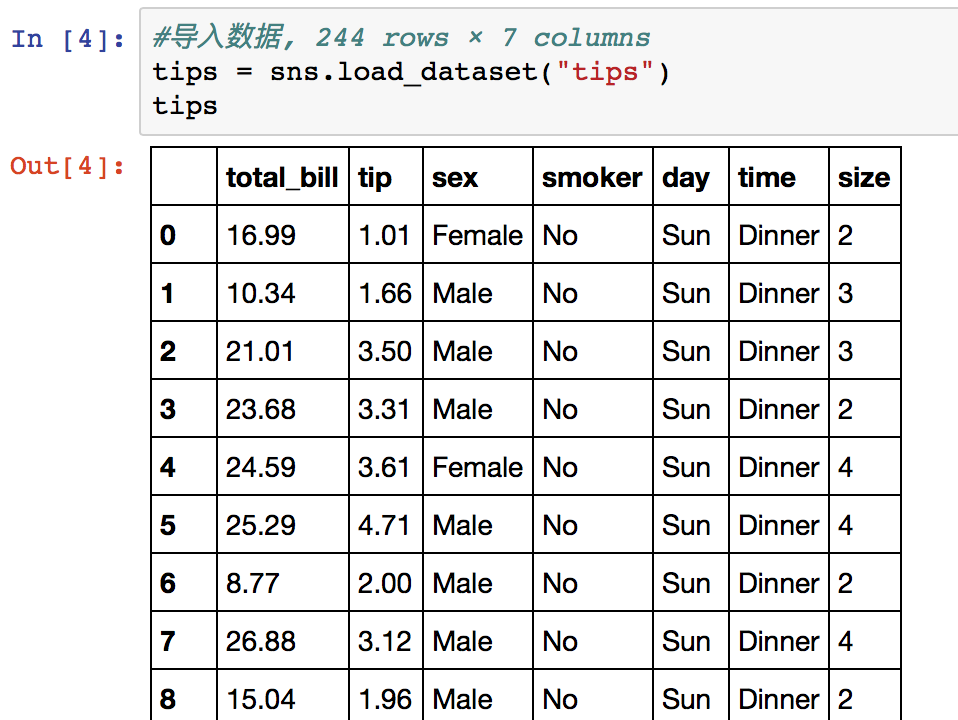 In [4]:
#导入数据, 244 rows × 7 columns
tips = sns.load_dataset("tips")
tips
Out[4]:
total_bill tip sex smoker day time size
0 16.99 1.01 Female No Sun Dinner 2
1 10.34 1.66 Male No Sun Dinner 3
2 21.01 3.50 Male No Sun Dinner 3
3 23.68 3.31 Male No Sun Dinner 2
4 24.59 3.61 Female No Sun Dinner 4
5 25.29 4.71 Male No Sun Dinner 4
6 8.77 2.00 Male No Sun Dinner 2
7 26.88 3.12 Male No Sun Dinner 4
8 15.04 1.96 Male No Sun Dinner 2